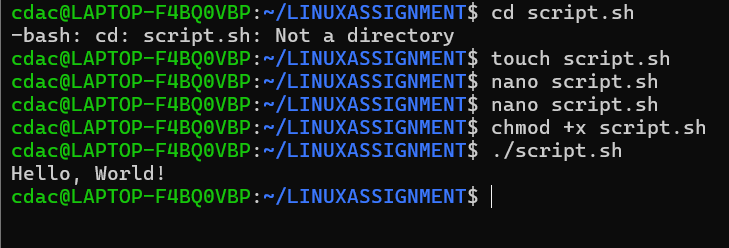 cdac@LAPTOP-F4BQ0VBP:~/LINUXASSIGNMENT$ cd script.sh
-bash: cd: script.sh: Not a directory
cdac@LAPTOP-F4BQ0VBP:~/LINUXASSIGNMENT$ touch script.sh
cdac@LAPTOP-F4BQ0VBP:~/LINUXASSIGNMENT$ nano script.sh
cdac@LAPTOP-F4BQ0VBP:~/LINUXASSIGNMENT$ nano script.sh
cdac@LAPTOP-F4BQ0VBP:~/LINUXASSIGNMENT$ chmod +x script.sh
cdac@LAPTOP-F4BQ0VBP:~/LINUXASSIGNMENT$ ./script.sh
Hello, World!
cdac@LAPTOP-F4BQ0VBP:~/LINUXASSIGNMENT$